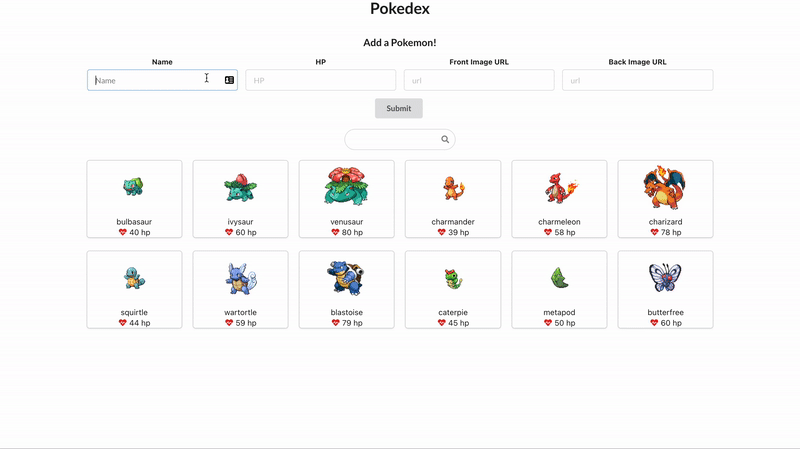 Pokedex
Add a Pokemon!
Name HP Front Image URL Back Image URL
Name HP url url
Submit
bulbasaur ivysaur venusaur charmander charmeleon charizard
40 hp 60 hp 80 hp 39 hp 58 hp 78 hp
squirtle wartortle blastoise caterpie metapod butterfree
44 hp 59 hp 79 hp 45 hp 50 hp 60 hp